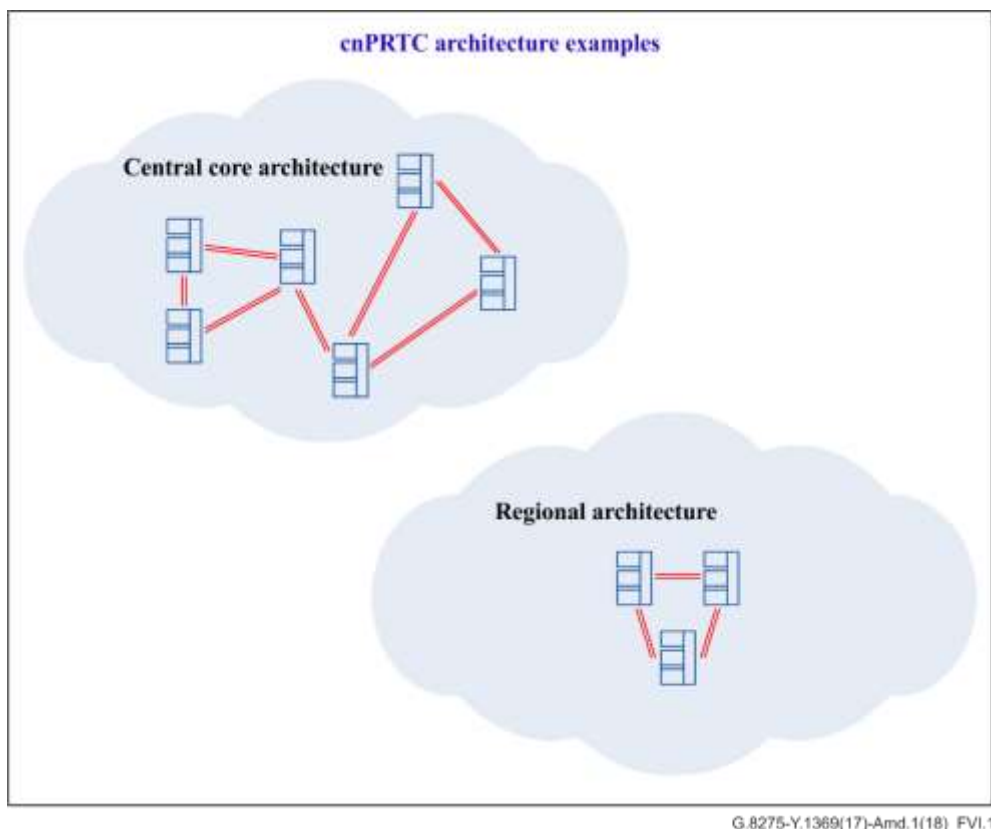 cnPRTC architecture examples
Central core architecture
Regional architecture
G.8275-Y.1369(17)-Amd.1(18)_FVI.1